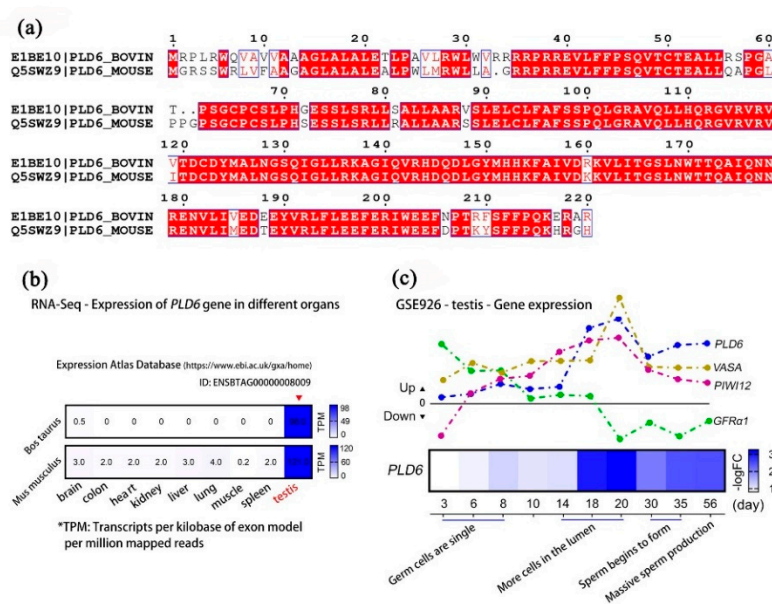 (a)
1 10 20 30 40 50 60
E1BE10|PLD6_BOVIN MRPLRWQVAVVAAAGLALALETLPAVLRWLWVRRRRPRREVLFFPSQVTCTEALLRSPGA
Q5SWZ9|PLD6_MOUSE MGRSSWRLVFAAGAGLALALEALPWLMRWLLA.GRRPRREVLFFPSQVTCTEALLQAPGL
70 80 90 100 110
E1BE10|PLD6_BOVIN T..PSGCPCSLPHGESSLSRLLSALLAARVSLELCLFAFSSPQLGRAVQLLHQRGVRVRV
Q5SWZ9|PLD6_MOUSE PPGPSGCPCSLPHSESSLSRLLRALLAARSSLELCLFAFSSPQLGRAVQLLHQRGVRVRV
120 130 140 150 160 170
E1BE10|PLD6_BOVIN VTDCDYMALNGSQIGLLRKAGIQVRHDQDLGYMHHKFAIVDRKVLITGSLNWTTQAIQNN
Q5SWZ9|PLD6_MOUSE ITDCDYMALNGSQIGLLRKAGIQVRHDQDLGYMHHKFAIVDKKVLITGSLNWTTQAIQNN
180 190 200 210 220
E1BE10|PLD6_BOVIN RENVLIVEDEEYVRLFLEEFERIWEEFNPTRFSFFPQKERAR
Q5SWZ9|PLD6_MOUSE RENVLIMEDTEYVRLFLEEFERIWEEFDPTKYSFFPQKHRGH
(b)
RNA-Seq - Expression of PLD6 gene in different organs
Expression Atlas Database (https://www.ebi.ac.uk/gxa/home)
ID: ENSBTAG00000008009
Bos taurus
0.5 0 0 0 0 0 0 0
TPM
98
49
0
Mus musculus
3.0 2.0 2.0 2.0 3.0 4.0 0.2 2.0
TPM
120
60
0
brain colon heart kidney liver lung muscle spleen testis
*TPM: Transcripts per kilobase of exon model
per million mapped reads
(c)
GSE926 - testis - Gene expression
Up
0
Down
PLD6
VASA
PIWI12
GFRα1
PLD6
3
2
1
0
-logFC
3 6 8 10 14 18 20 30 35 56 (day)
Germ cells are single
More cells in the lumen
Sperm begins to form
Massive sperm production